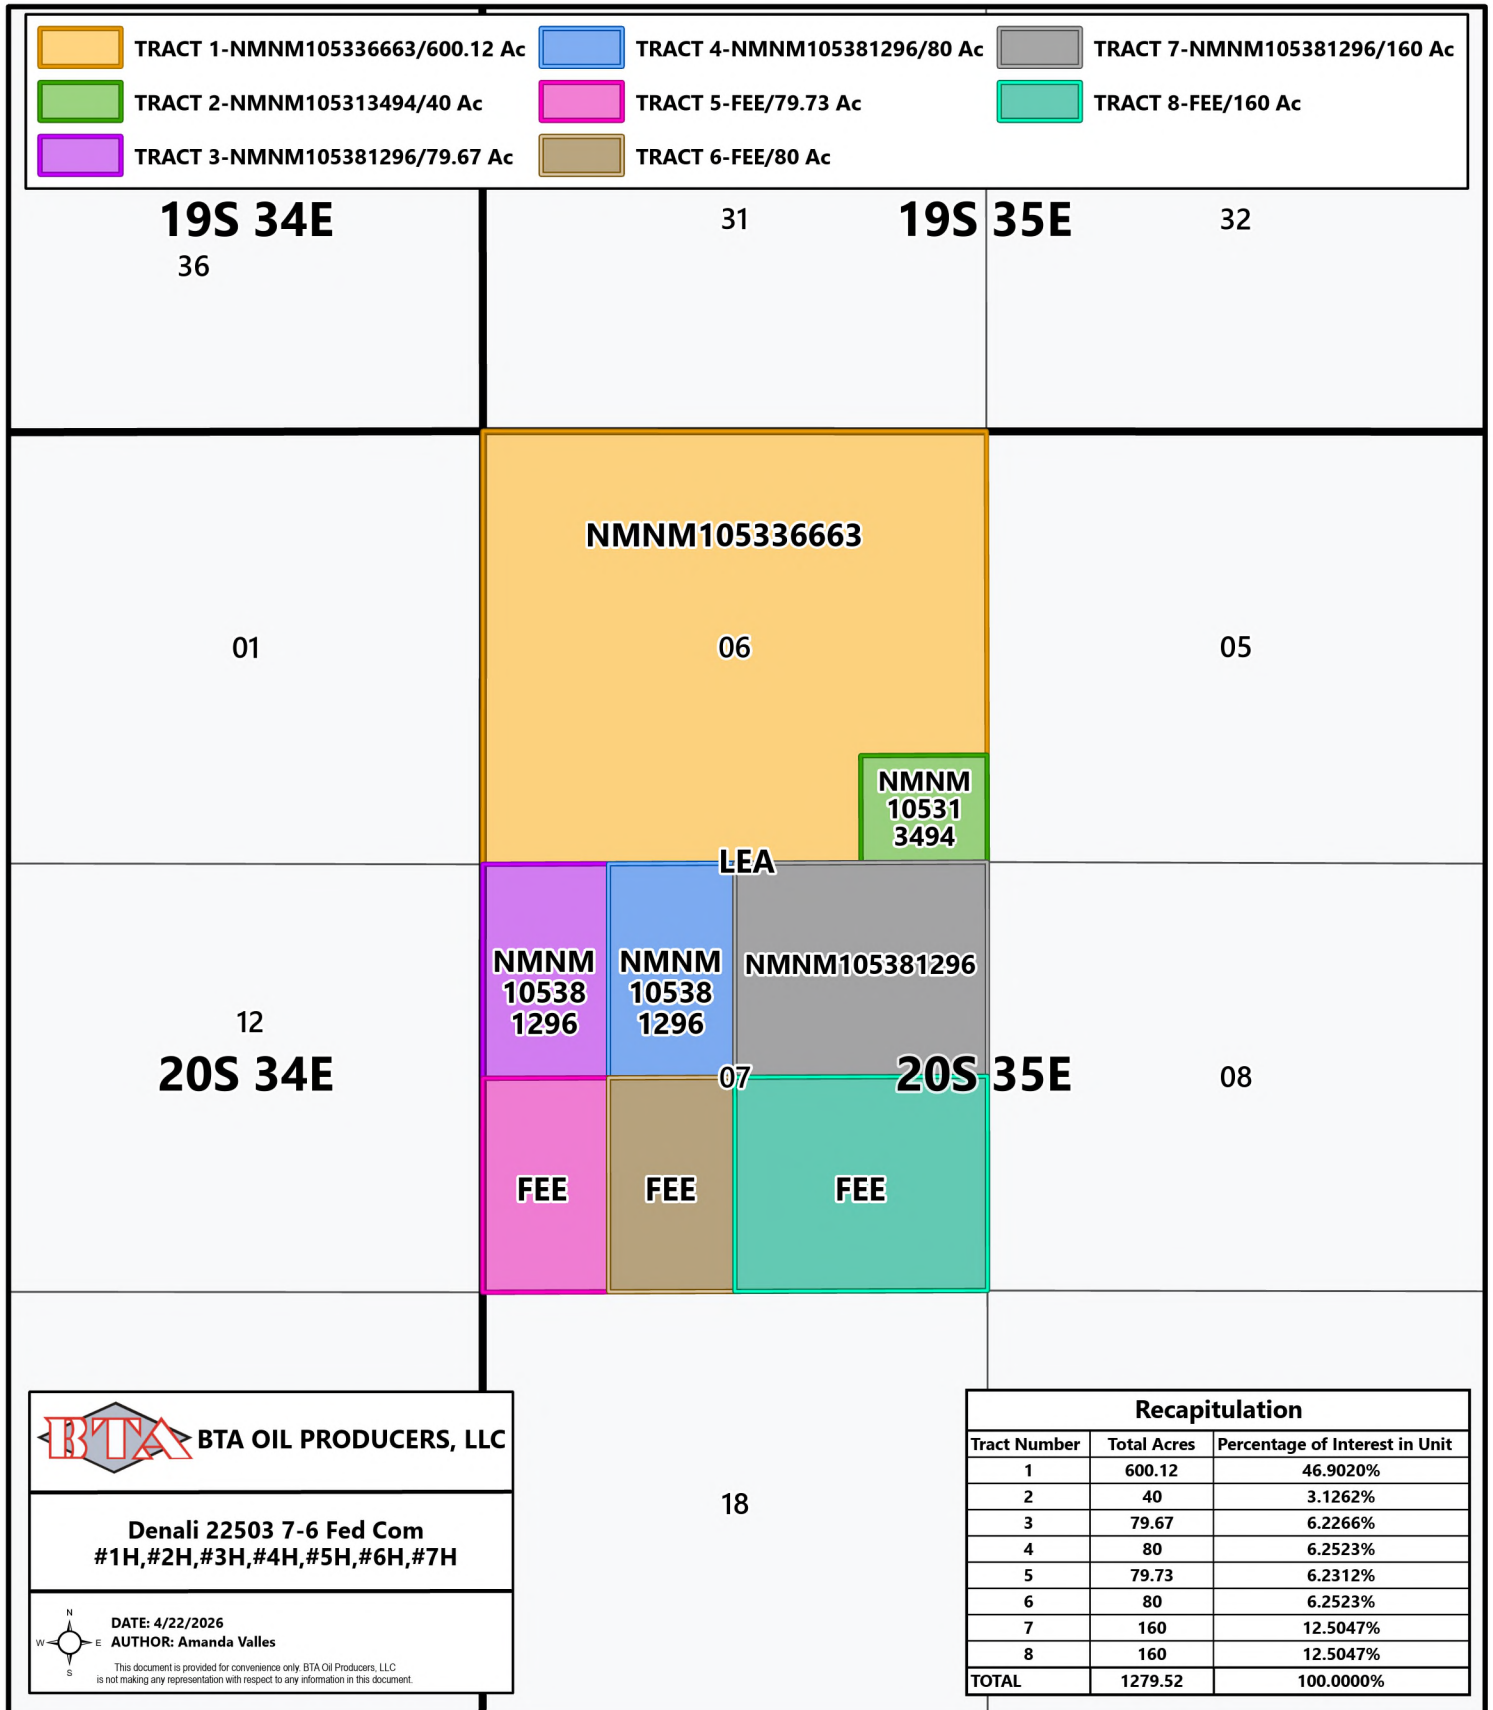 TRACT 1-NMNM105336663/600.12 Ac
TRACT 2-NMNM105313494/40 Ac
TRACT 3-NMNM105381296/79.67 Ac
TRACT 4-NMNM105381296/80 Ac
TRACT 5-FEE/79.73 Ac
TRACT 6-FEE/80 Ac
TRACT 7-NMNM105381296/160 Ac
TRACT 8-FEE/160 Ac
19S 34E
36
31
19S 35E
32
NMNM105336663
01
06
05
NMNM
10531
3494
LEA
NMNM
10538
1296
NMNM
10538
1296
NMNM105381296
12
20S 34E
07
20S 35E
08
FEE
FEE
FEE
18
BTA
BTA OIL PRODUCERS, LLC
Denali 22503 7-6 Fed Com
#1H,#2H,#3H,#4H,#5H,#6H,#7H
N
W
E
S
DATE: 4/22/2026
AUTHOR: Amanda Valles
This document is provided for convenience only. BTA Oil Producers, LLC
is not making any representation with respect to any information in this document.
Recapitulation
Tract Number Total Acres Percentage of Interest in Unit
1 600.12 46.9020%
2 40 3.1262%
3 79.67 6.2266%
4 80 6.2523%
5 79.73 6.2312%
6 80 6.2523%
7 160 12.5047%
8 160 12.5047%
TOTAL 1279.52 100.0000%